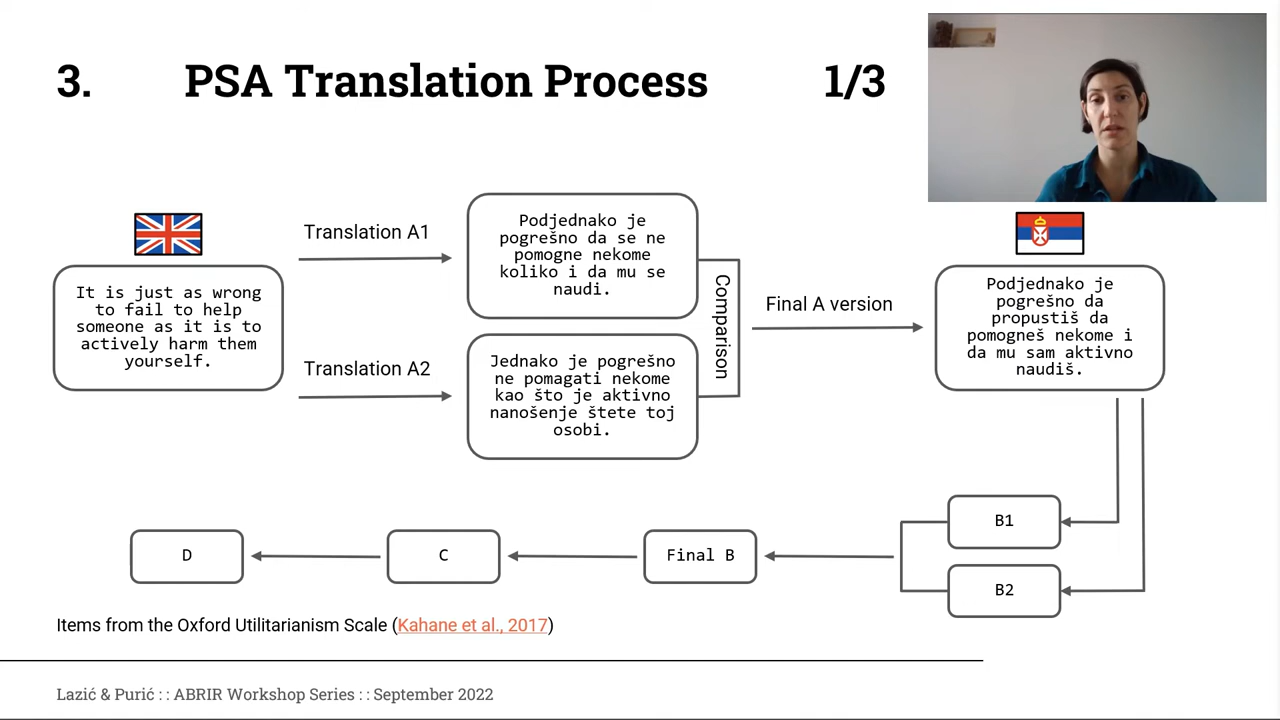 3. PSA Translation Process 1/3
It is just as wrong
to fail to help
someone as it is to
actively harm them
yourself.
Translation A1
Translation A2
Podjednako je
pogrešno da se ne
pomogne nekome
koliko i da mu se
naudi.
Jednako je pogrešno
ne pomagati nekome
kao što je aktivno
nanošenje štete toj
osobi.
Comparison
Final A version
Podjednako je
pogrešno da
propustiš da
pomogneš nekome i
da mu sam aktivno
naudiš.
B1
B2
Final B
C
D
Items from the Oxford Utilitarianism Scale (Kahane et al., 2017)
Lazić & Purić : : ABRIR Workshop Series : : September 2022